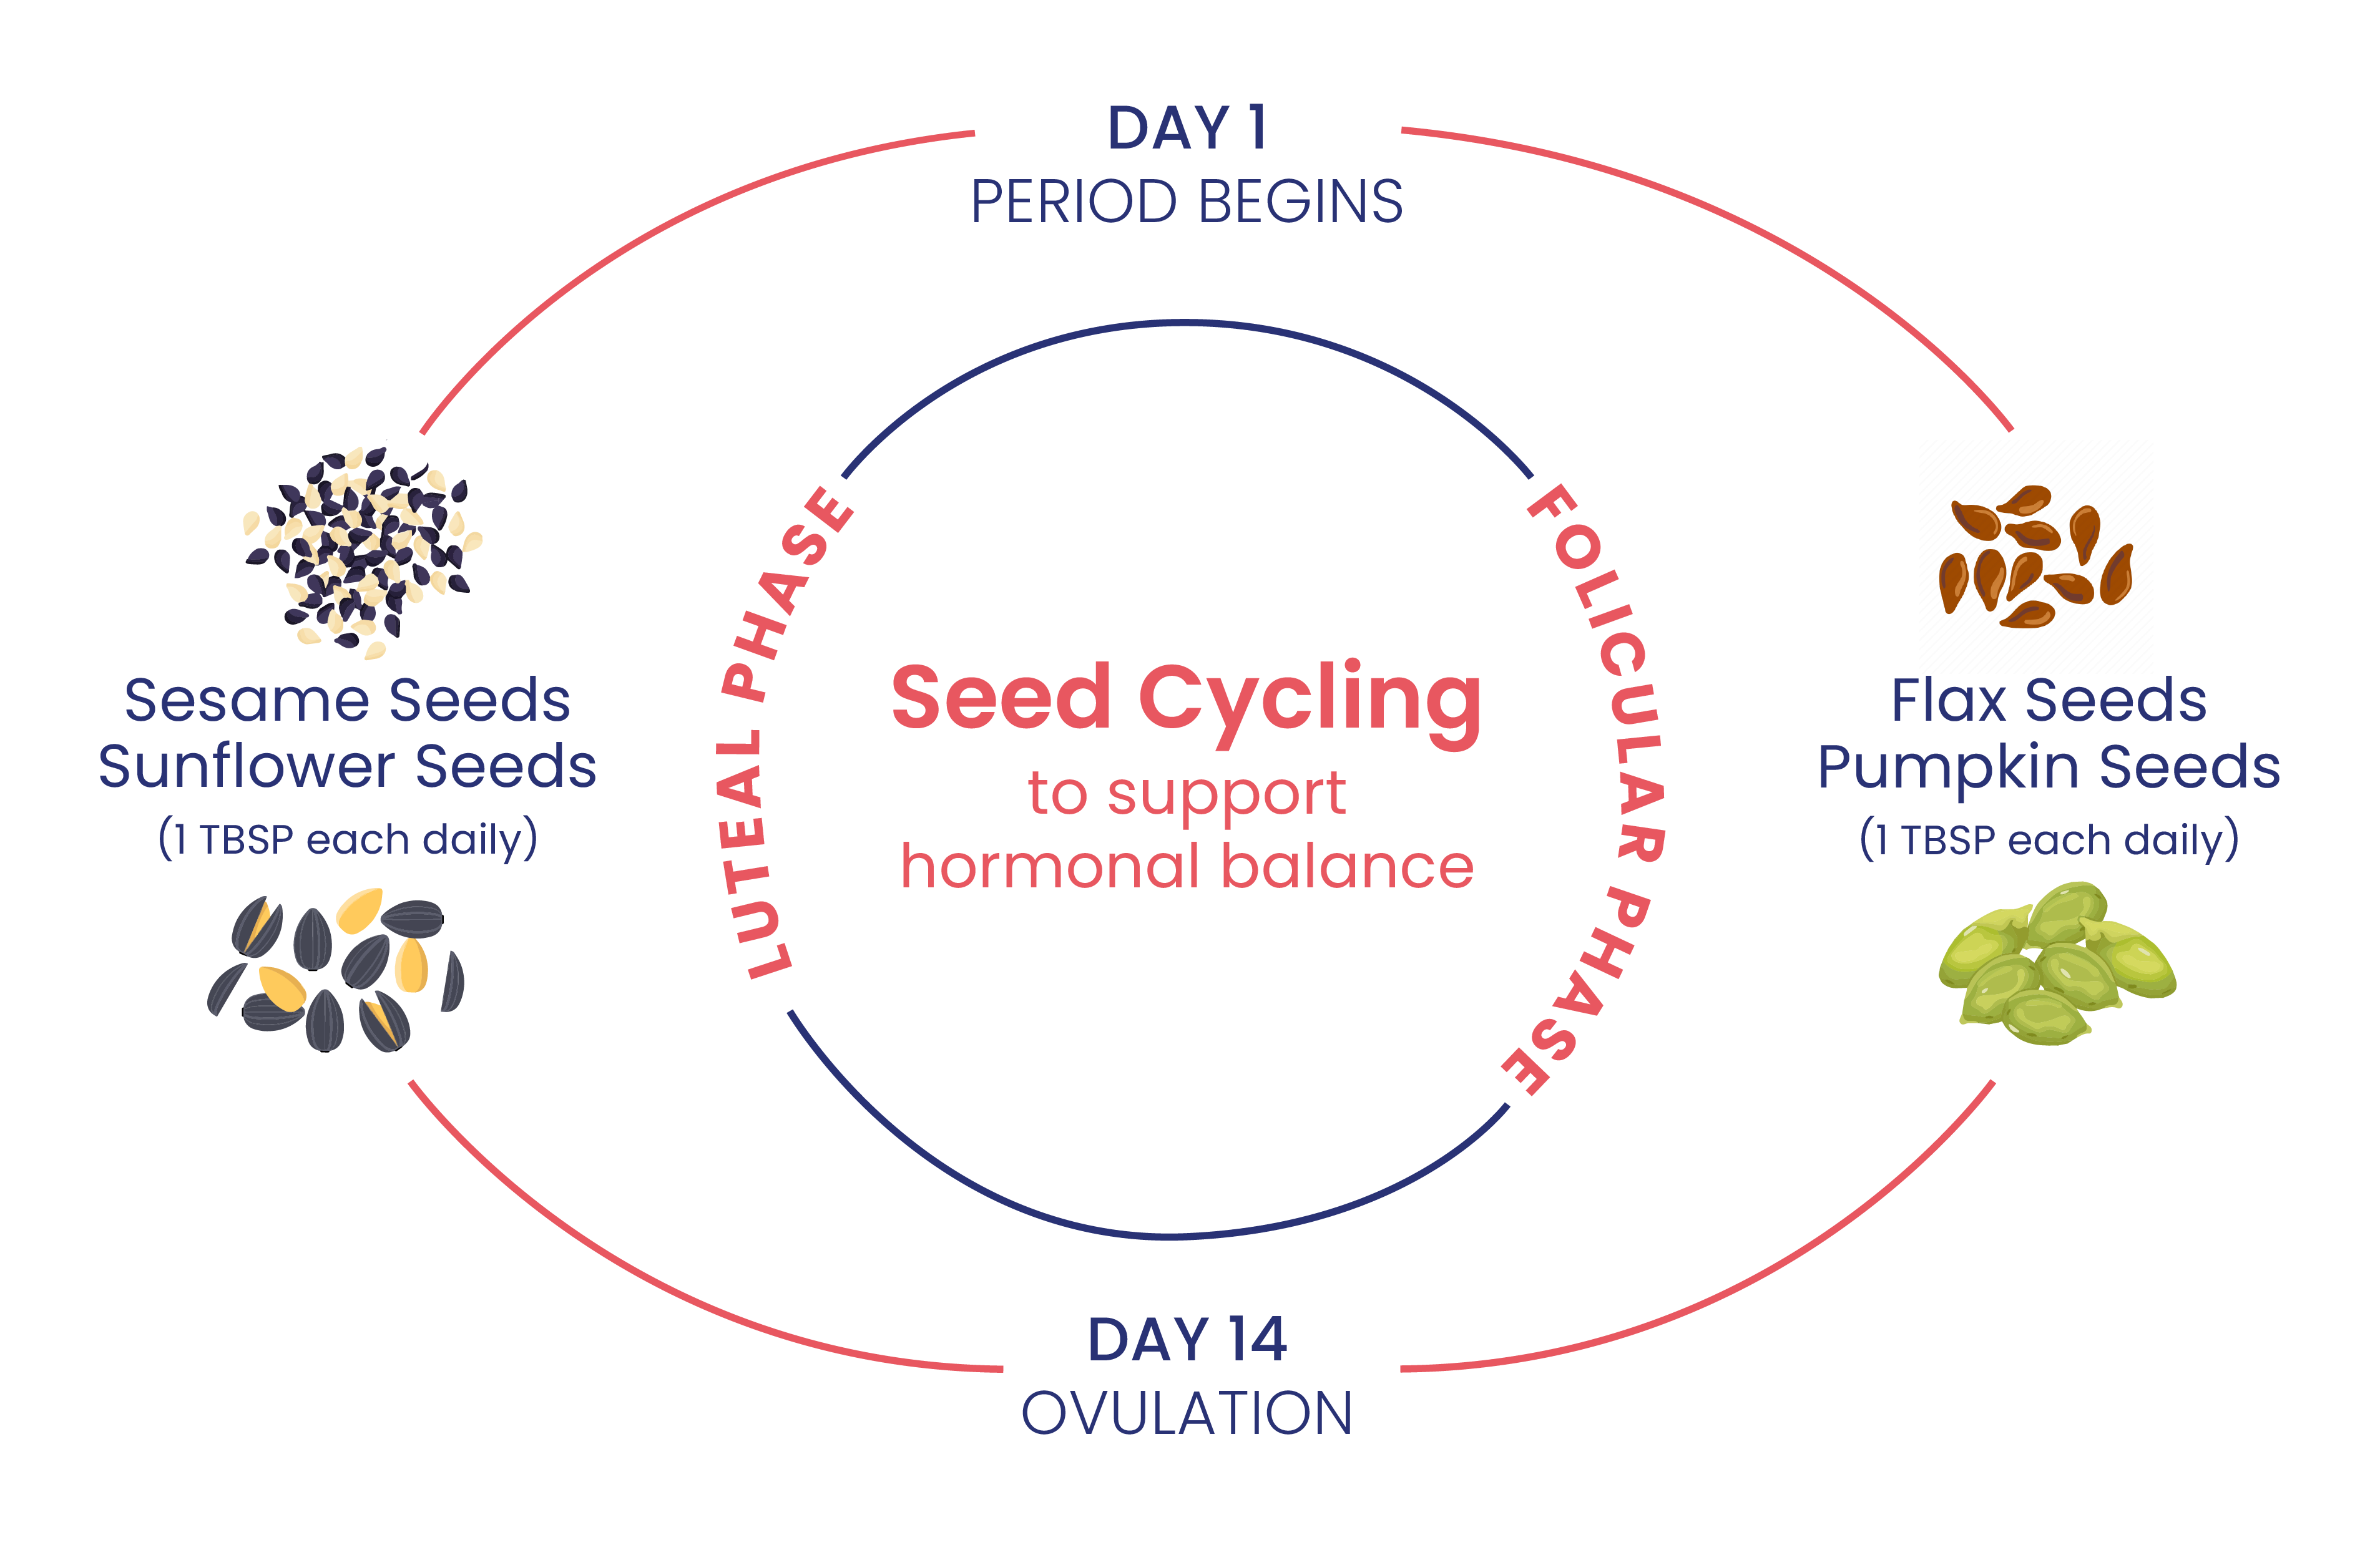 DAY 1
PERIOD BEGINS
LUTEAL PHASE
FOLICULAR PHASE
Seed Cycling
to support
hormonal balance
Sesame Seeds
Sunflower Seeds
(1 TBSP each daily)
Flax Seeds
Pumpkin Seeds
(1 TBSP each daily)
DAY 14
OVULATION